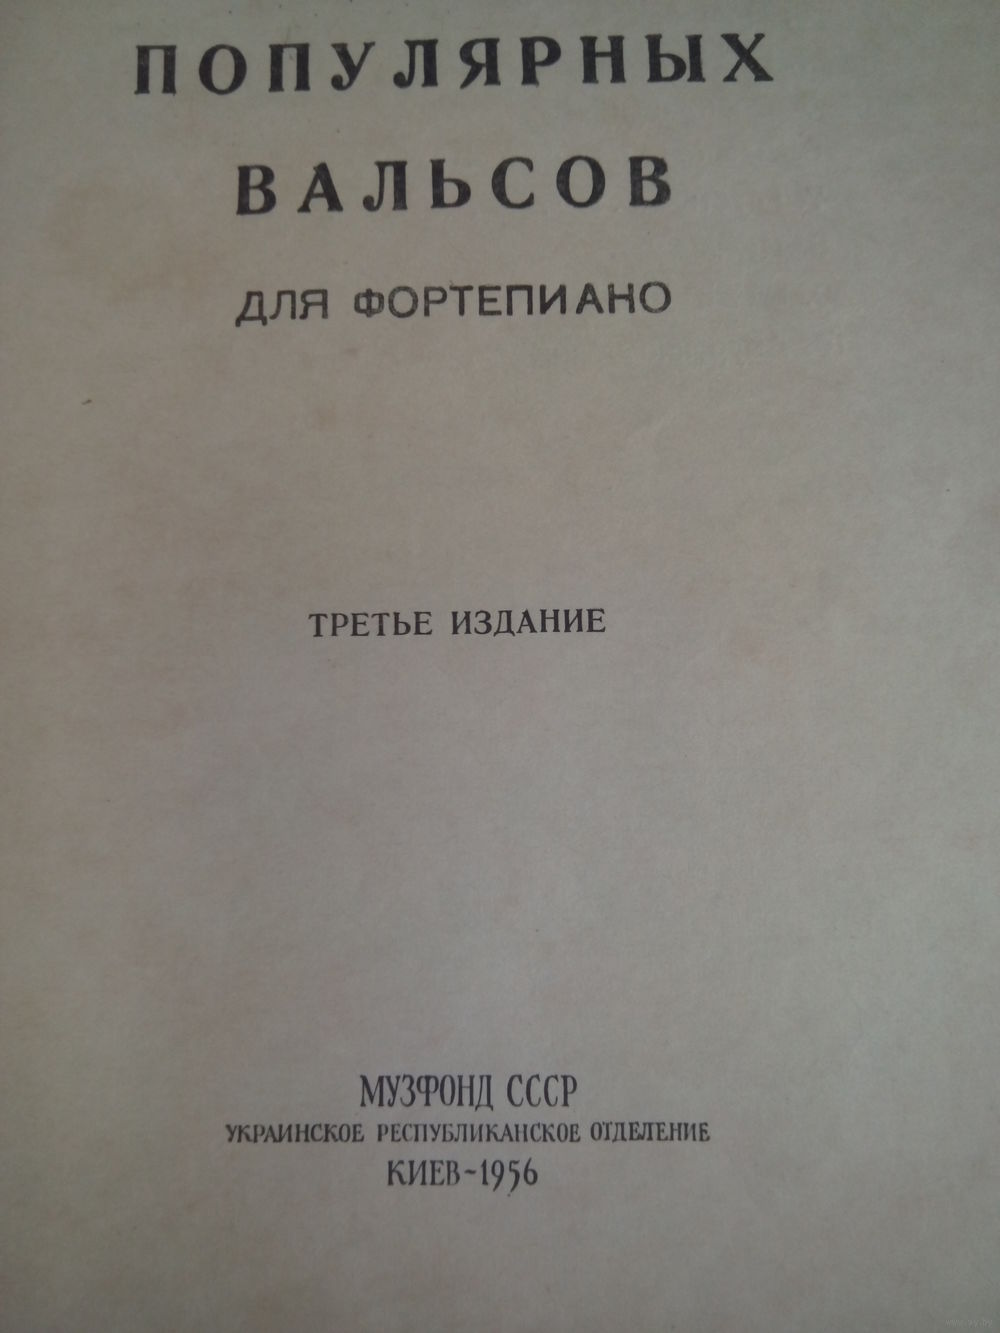 ПОПУЛЯРНЫХ
ВАЛЬСОВ
ДЛЯ ФОРТЕПИАНО
ТРЕТЬЕ ИЗДАНИЕ
МУЗФОНД СССР
УКРАИНСКОЕ РЕСПУБЛИКАНСКОЕ ОТДЕЛЕНИЕ
КИЕВ-1956